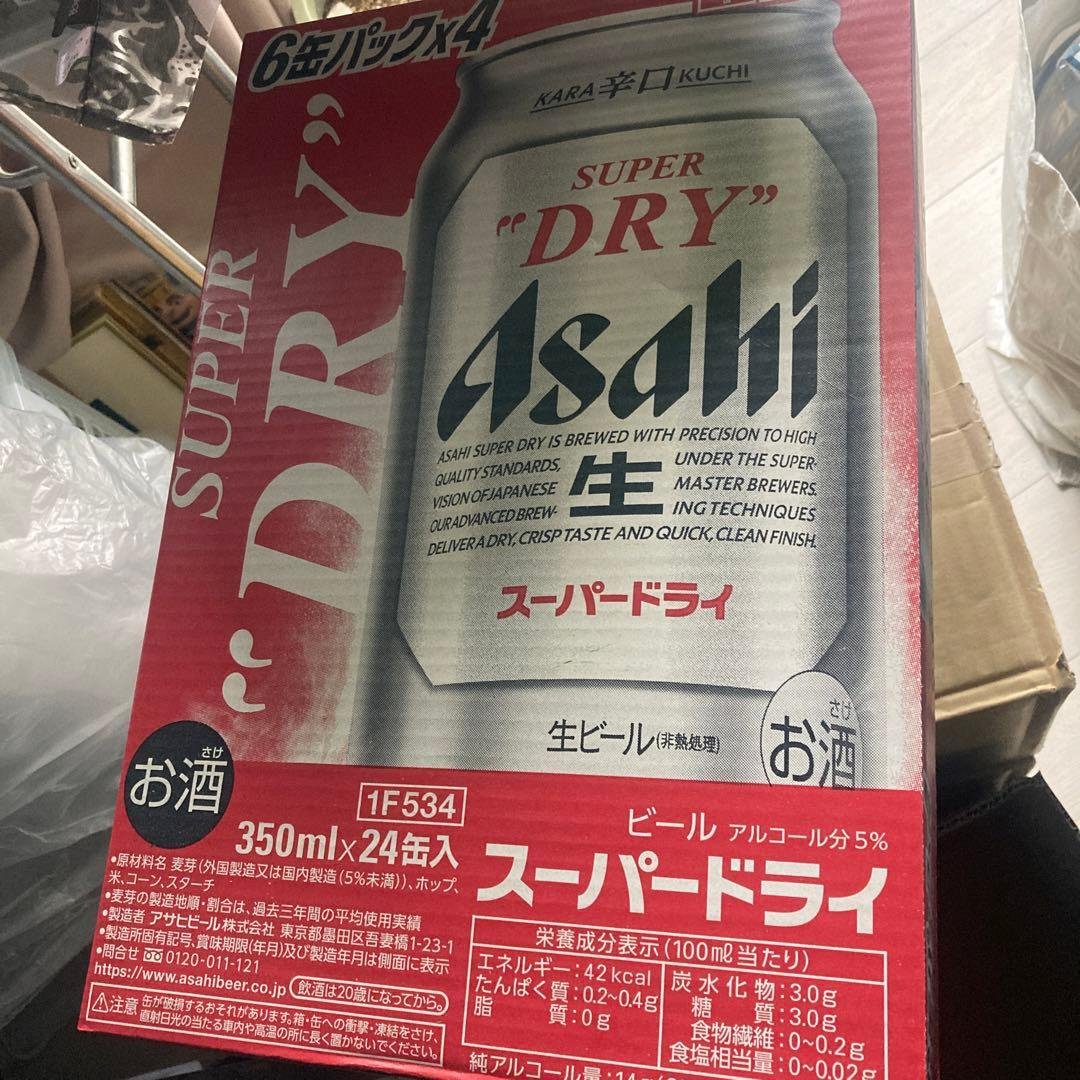 6缶パックX4
SUPER
"DRY"
KARA 辛口 KUCHI
SUPER
"DRY"
Asahi
ASAHI SUPER DRY IS BREWED WITH PRECISION TO HIGH
QUALITY STANDARDS, UNDER THE SUPER-
VISION OF JAPANESE MASTER BREWERS.
OUR ADVANCED BREW- ING TECHNIQUES
生
DELIVER A DRY, CRISP TASTE AND QUICK, CLEAN FINISH.
スーパードライ
生ビール(非熱処理)
さけ
お酒
さけ
お酒
1F534
350ml×24缶入
•原材料名 麦芽(外国製造又は国内製造(5%未満))、ホップ、
米、コーン、スターチ
•麦芽の製造地順・割合は、過去三年間の平均使用実績
•製造者 アサヒビール株式会社 東京都墨田区吾妻橋1-23-1
•製造所固有記号、賞味期限(年月)及び製造年月は側面に表示
•問合せ 0120-011-121
https://www.asahibeer.co.jp 飲酒は20歳になってから。
⚠注意 缶が破損するおそれがあります。箱・缶への衝撃・凍結をさけ、
直射日光の当たる車内や高温の所に長く置かないでください。
ビール アルコール分5%
スーパードライ
栄養成分表示(100ml当たり)
エネルギー:42kcal
たんぱく質:0.2~0.4g
脂質:0g
炭水化物:3.0g
糖質:3.0g
食物繊維:0~0.2g
食塩相当量:0~0.02g
純アルコール量:14g